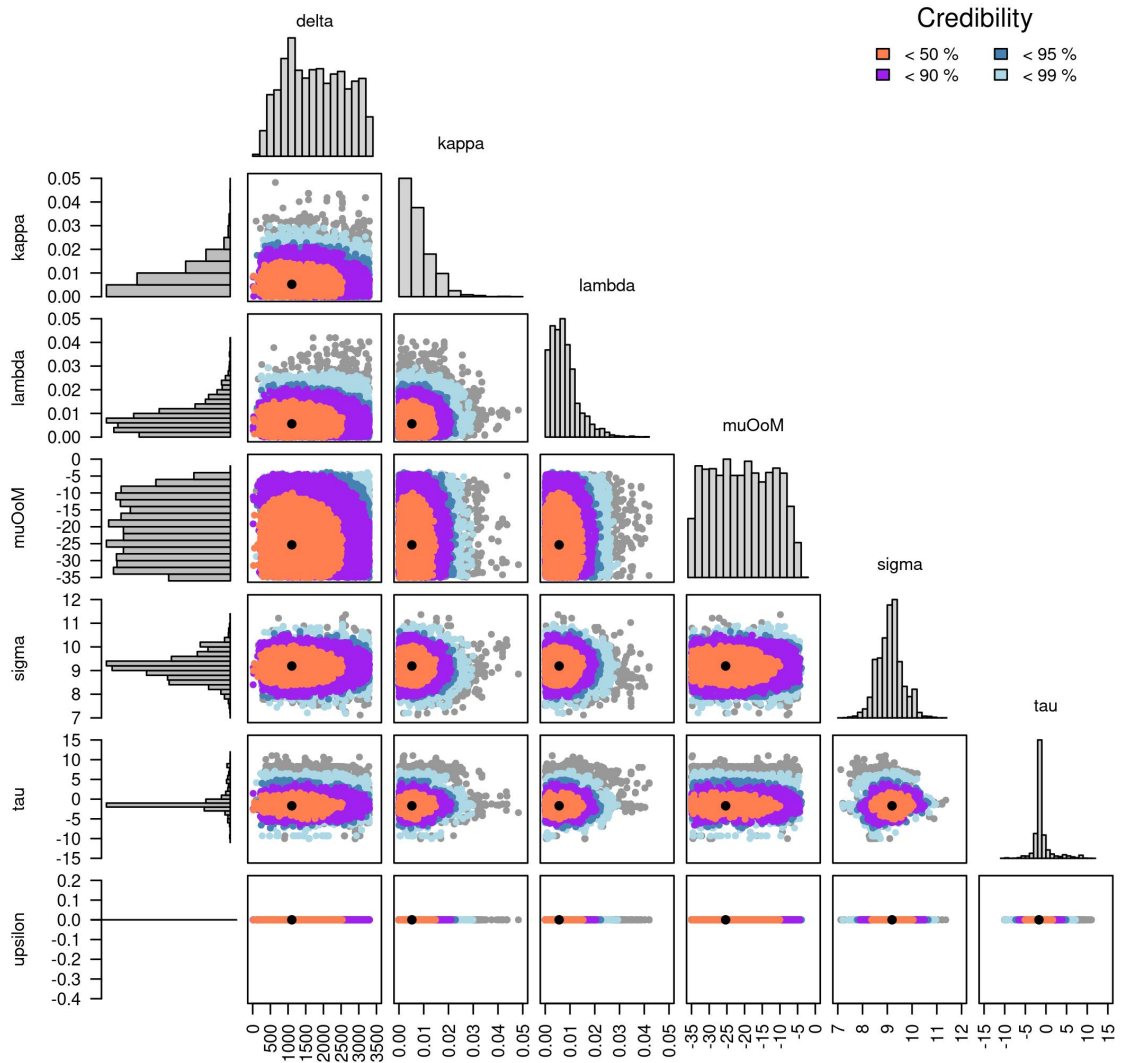 delta
Credibility
< 50 % < 95 %
< 90 % < 99 %
kappa
kappa
0.05
0.04
0.03
0.02
0.01
0.00
lambda
lambda
0.05
0.04
0.03
0.02
0.01
0.00
muOoM
muOoM
0
-5
-10
-15
-20
-25
-30
-35
sigma
sigma
12
11
10
9
8
7
tau
tau
15
10
5
0
-5
-10
-15
upsilon
0.2
0.1
0.0
-0.1
-0.2
-0.3
-0.4
0 500 1000 1500 2000 2500 3000 3500
0.00 0.01 0.02 0.03 0.04 0.05
0.00 0.01 0.02 0.03 0.04 0.05
-35 -30 -25 -20 -15 -10 -5 0
7 8 9 10 11 12
-15 -10 -5 0 5 10 15